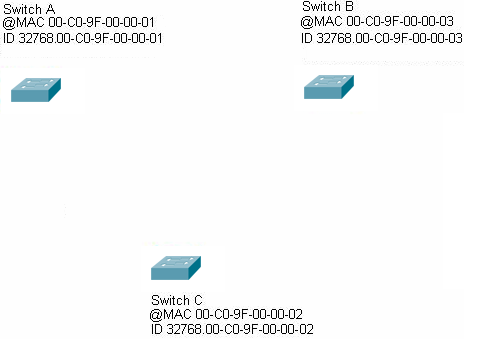 Switch A
@MAC 00-C0-9F-00-00-01
ID 32768.00-C0-9F-00-00-01
Switch B
@MAC 00-C0-9F-00-00-03
ID 32768.00-C0-9F-00-00-03
Switch C
@MAC 00-C0-9F-00-00-02
ID 32768.00-C0-9F-00-00-02